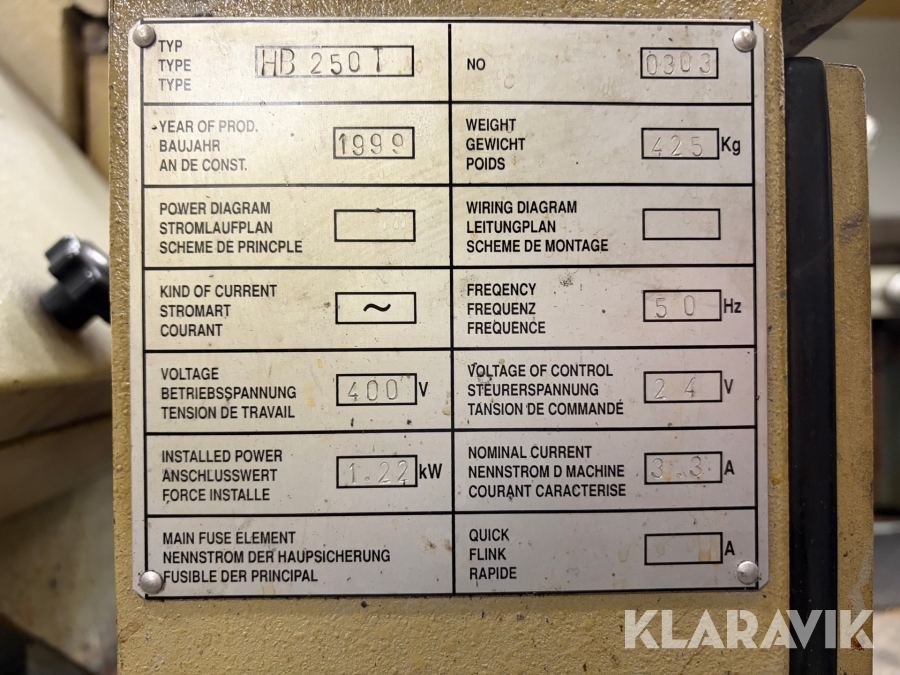 TYP
TYPE
TYPE
HB 250 T
NO
0303
YEAR OF PROD.
BAUJAHR
AN DE CONST.
1999
WEIGHT
GEWICHT
POIDS
425 Kg
POWER DIAGRAM
STROMLAUFPLAN
SCHEME DE PRINCPLE
WIRING DIAGRAM
LEITUNGPLAN
SCHEME DE MONTAGE
KIND OF CURRENT
STROMART
COURANT
~
FREQENCY
FREQUENZ
FREQUENCE
50 Hz
VOLTAGE
BETRIEBSSPANNUNG
TENSION DE TRAVAIL
400 V
VOLTAGE OF CONTROL
STEURERSPANNUNG
TANSION DE COMMANDÉ
24 V
INSTALLED POWER
ANSCHLUSSWERT
FORCE INSTALLE
1.22 kW
NOMINAL CURRENT
NENNSTROM D MACHINE
COURANT CARACTERISE
3.3 A
MAIN FUSE ELEMENT
NENNSTROM DER HAUPSICHERUNG
FUSIBLE DER PRINCIPAL
QUICK
FLINK
RAPIDE
A
KLARAVIK